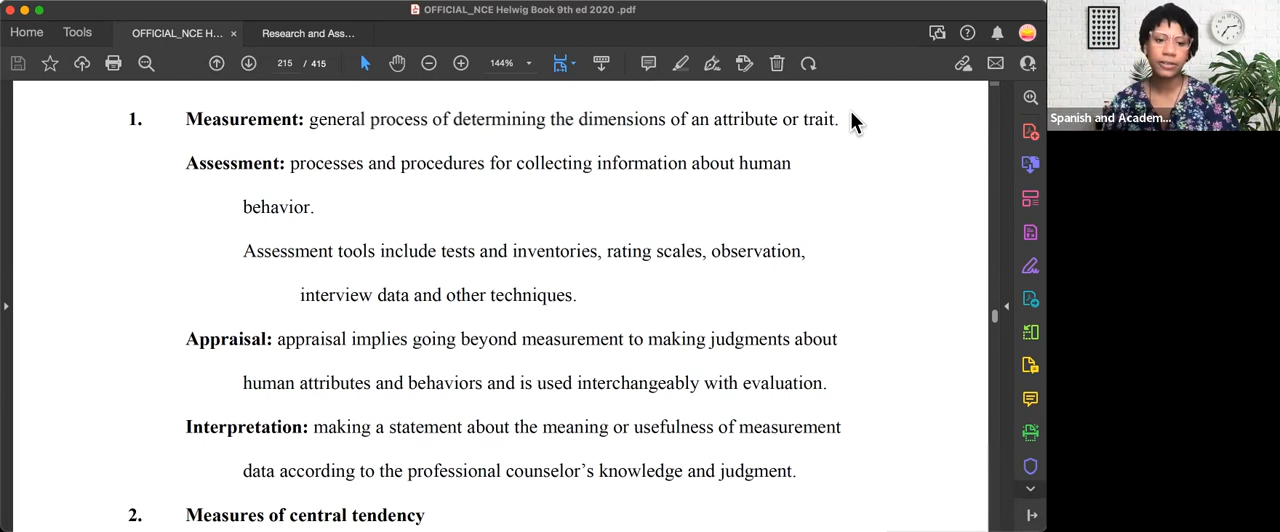 OFFICIAL_NCE Helwig Book 9th ed 2020 .pdf
Home Tools OFFICIAL_NCE H... × Research and Ass...
215 / 415 144%
Spanish and Academ...
1. Measurement: general process of determining the dimensions of an attribute or trait.
Assessment: processes and procedures for collecting information about human
behavior.
Assessment tools include tests and inventories, rating scales, observation,
interview data and other techniques.
Appraisal: appraisal implies going beyond measurement to making judgments about
human attributes and behaviors and is used interchangeably with evaluation.
Interpretation: making a statement about the meaning or usefulness of measurement
data according to the professional counselor's knowledge and judgment.
2. Measures of central tendency